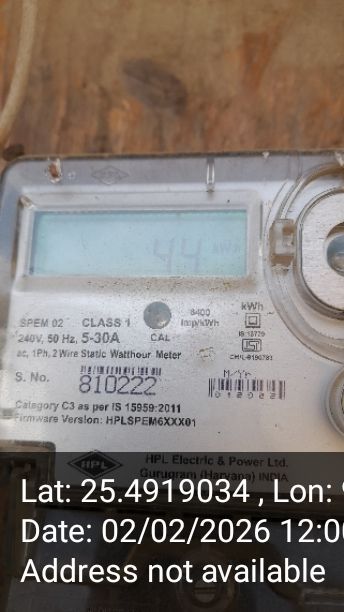 HPL
44
SPEM 02 CLASS 1
240V, 50 Hz, 5-30A
CAL
6400
Imp/kWh
kWh
IS:13779
ac, 1Ph, 2 Wire Static Watthour Meter
S. No. 810222
M/Yr
Category C3 as per IS 15959:2011
Firmware Version: HPLSPEM6XXX01
HPL
HPL Electric & Power Ltd.
Gurugram (Haryana) INDIA
Lat: 25.4919034 , Lon:
Date: 02/02/2026 12:0
Address not available